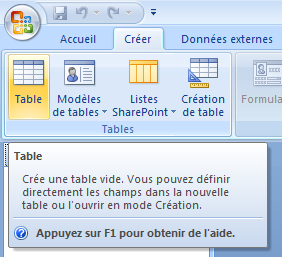 Accueil Créer Données externes
Table Modèles de tables Listes SharePoint Création de table Formula
Tables
Table
Crée une table vide. Vous pouvez définir
directement les champs dans la nouvelle
table ou l'ouvrir en mode Création.
Appuyez sur F1 pour obtenir de l'aide.